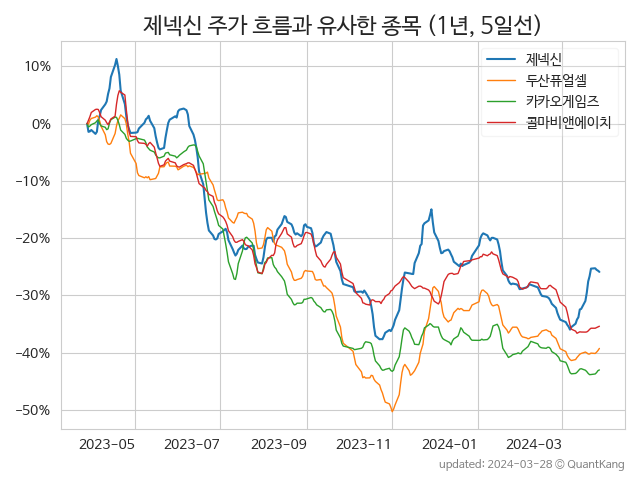 제넥신 주가 흐름과 유사한 종목 (1년, 5일선)
제넥신
두산퓨얼셀
카카오게임즈
콜마비앤에이치
10%
0%
−10%
−20%
−30%
−40%
−50%
2023-05
2023-07
2023-09
2023-11
2024-01
2024-03
updated: 2024-03-28 © QuantKang